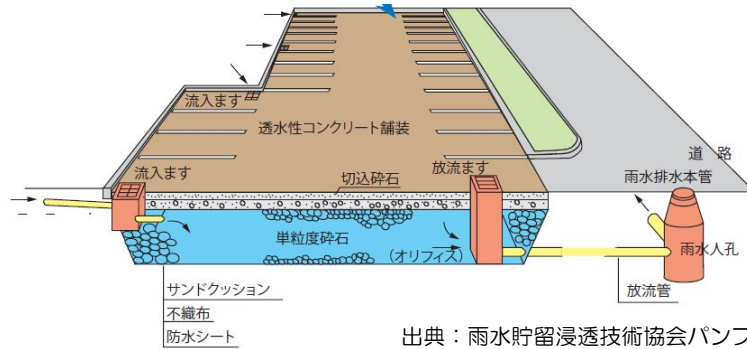 流入ます
透水性コンクリート舗装
道 路
流入ます
放流ます
切込砕石
雨水排水本管
単粒度砕石
(オリフィス)
雨水人孔
サンドクッション
放流管
不織布
防水シート
出典：雨水貯留浸透技術協会パンフ